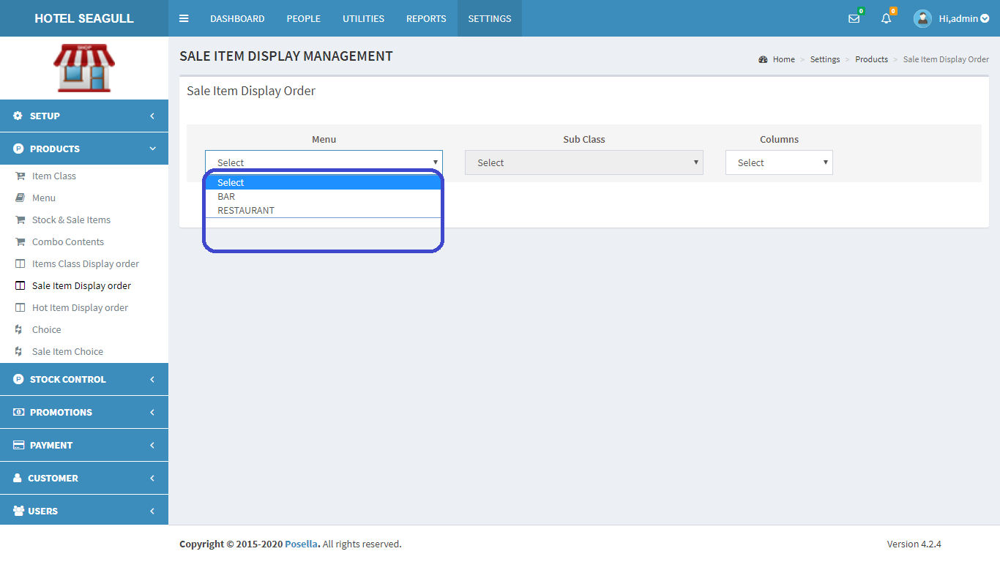 HOTEL SEAGULL
DASHBOARD PEOPLE UTILITIES REPORTS SETTINGS
0 0 Hi,admin
SHOP
SALE ITEM DISPLAY MANAGEMENT
Home > Settings > Products > Sale Item Display Order
SETUP
PRODUCTS
Item Class
Menu
Stock & Sale Items
Combo Contents
Items Class Display order
Sale Item Display order
Hot Item Display order
Choice
Sale Item Choice
STOCK CONTROL
PROMOTIONS
PAYMENT
CUSTOMER
USERS
Sale Item Display Order
Menu Sub Class Columns
Select Select Select
Select
BAR
RESTAURANT
Copyright © 2015-2020 Posella. All rights reserved.
Version 4.2.4